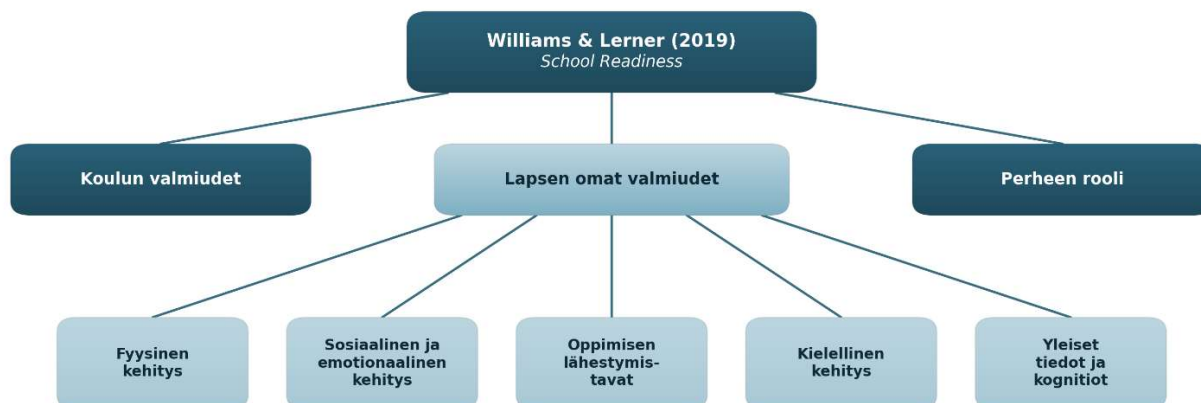 Williams & Lerner (2019)
School Readiness
Koulun valmiudet
Lapsen omat valmiudet
Perheen rooli
Fyysinen
kehitys
Sosiaalinen ja
emotionaalinen
kehitys
Oppimisen
lähestymis-
tavat
Kielellinen
kehitys
Yleiset
tiedot ja
kognitiot